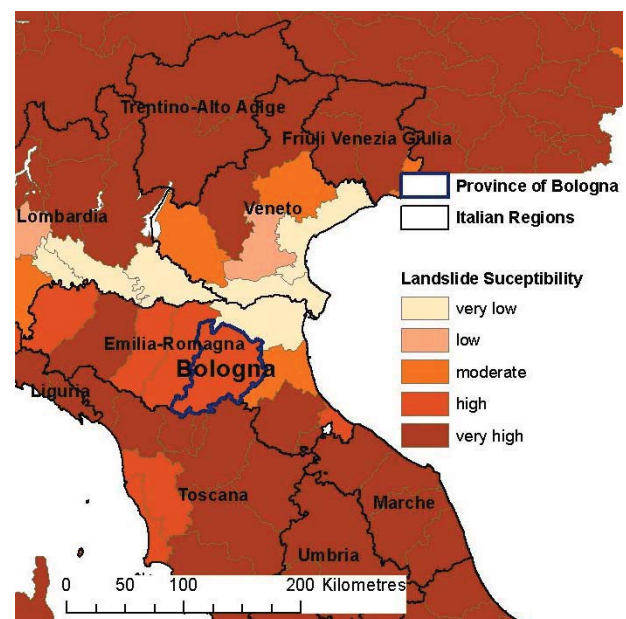 Trentino-Alto Adige
Friuli Venezia Giulia
Lombardia
Veneto
Province of Bologna
Italian Regions
Landslide Suceptibility
very low
low
moderate
high
very high
Emilia-Romagna
Bologna
Liguria
Toscana
Marche
Umbria
0 50 100 200 Kilometres